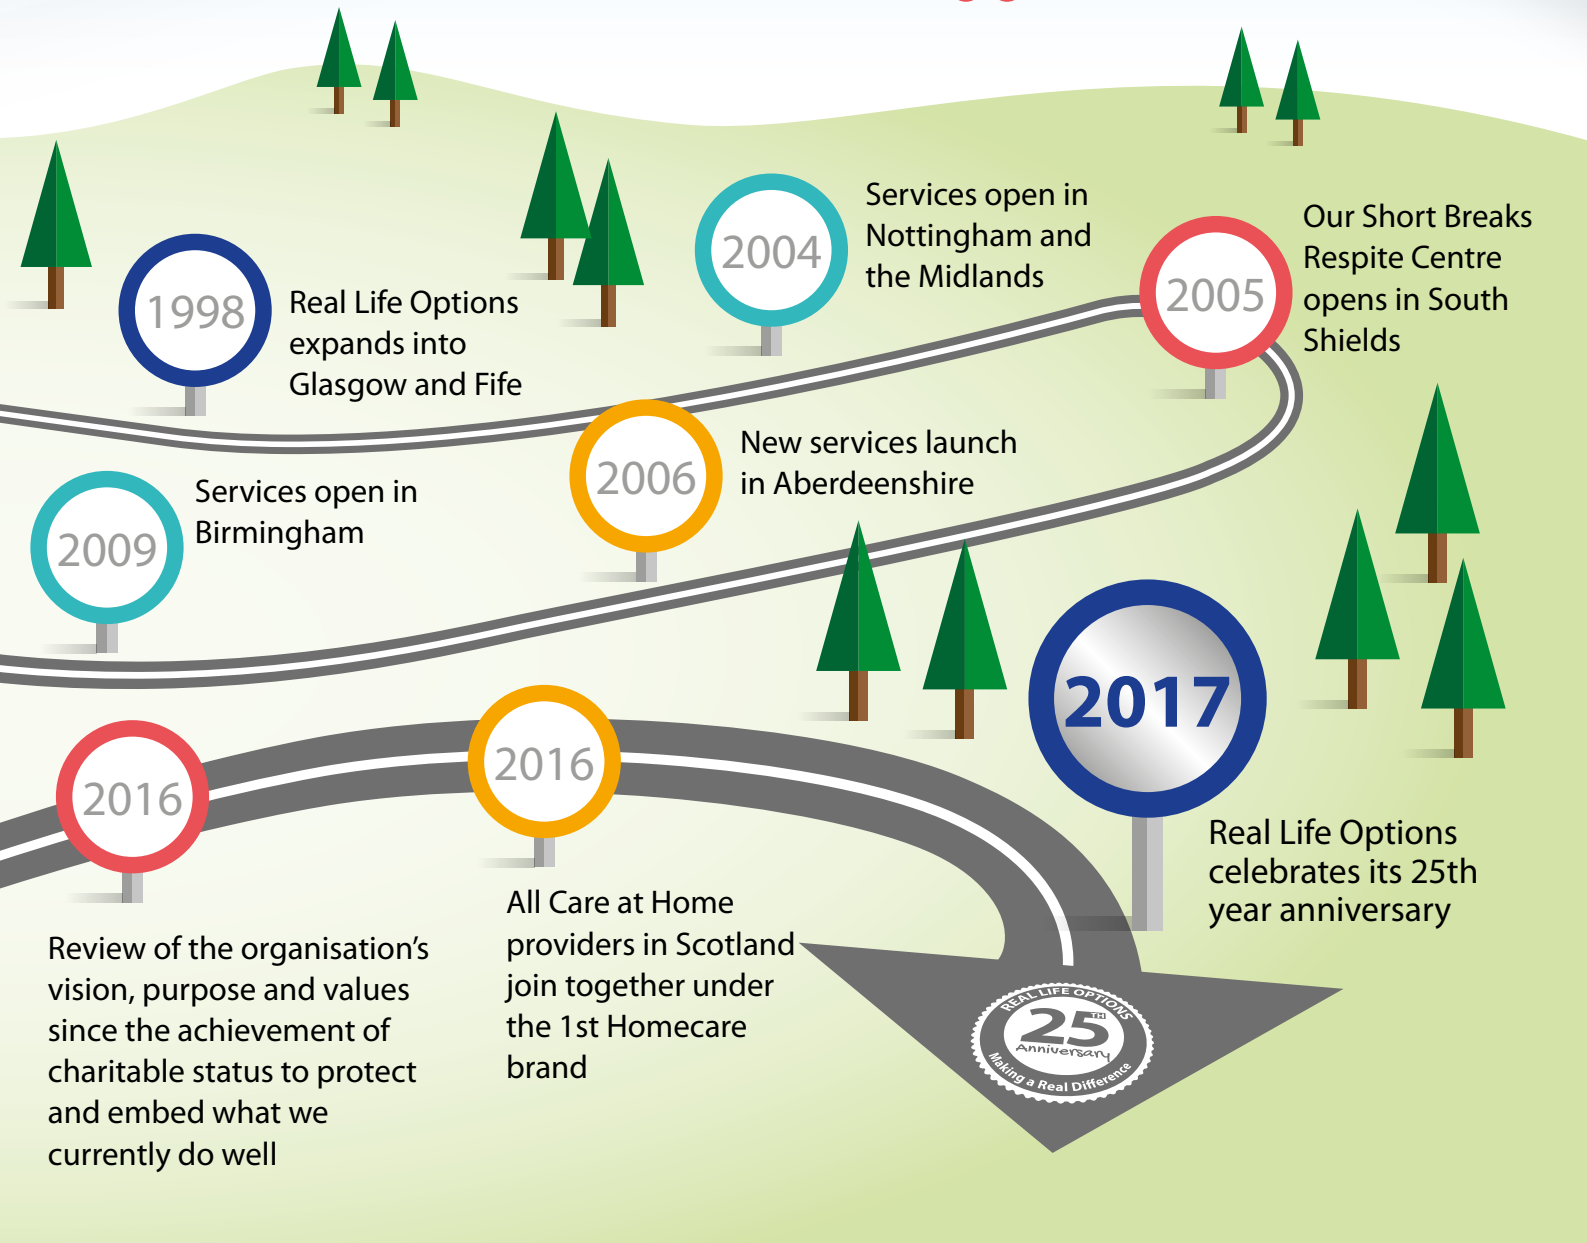 1998
Real Life Options
expands into
Glasgow and Fife
2004
Services open in
Nottingham and
the Midlands
2005
Our Short Breaks
Respite Centre
opens in South
Shields
2006
New services launch
in Aberdeenshire
2009
Services open in
Birmingham
2016
Review of the organisation’s
vision, purpose and values
since the achievement of
charitable status to protect
and embed what we
currently do well
2016
All Care at Home
providers in Scotland
join together under
the 1st Homecare
brand
2017
Real Life Options
celebrates its 25th
year anniversary
REAL LIFE OPTIONS
25TH
Anniversary
Making a Real Difference